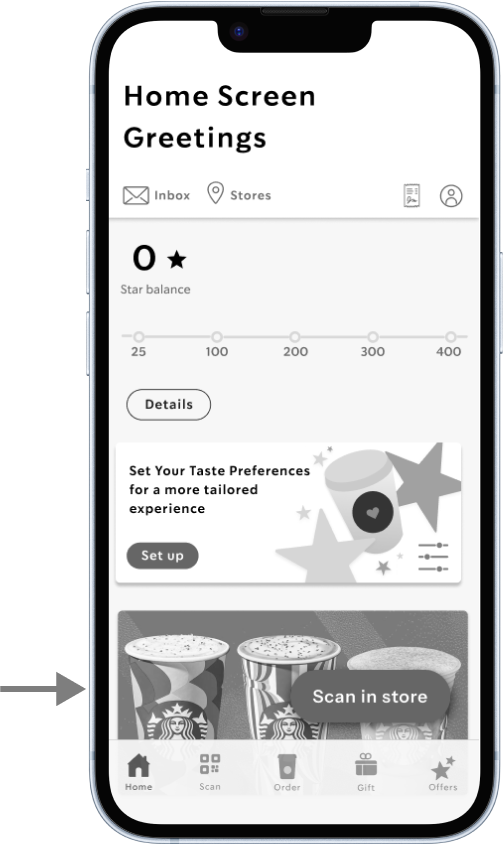 Home Screen
Greetings
Inbox
Stores
0
Star balance
25 100 200 300 400
Details
Set Your Taste Preferences
for a more tailored
experience
Set up
Scan in store
Home Scan Order Gift Offers